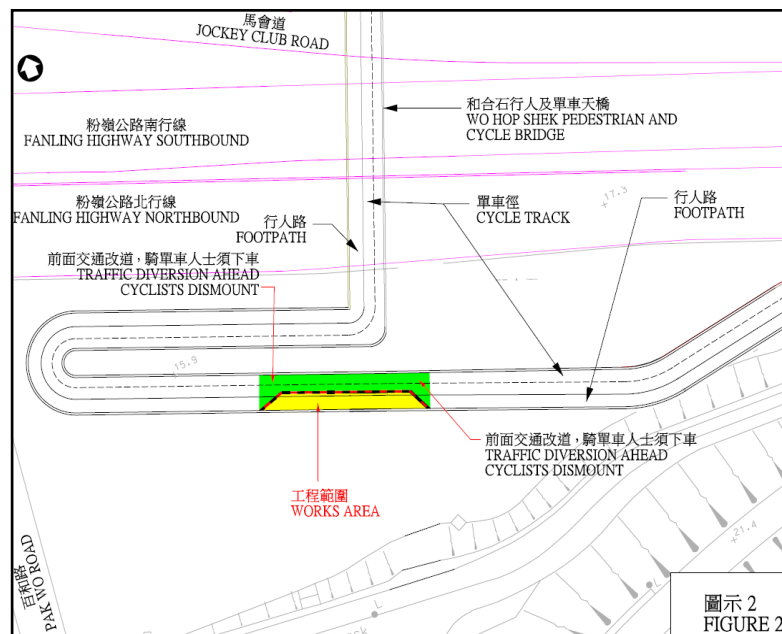 馬會道
JOCKEY CLUB ROAD
和合石行人及單車天橋
WO HOP SHEK PEDESTRIAN AND
CYCLE BRIDGE
粉嶺公路南行線
FANLING HIGHWAY SOUTHBOUND
粉嶺公路北行線
FANLING HIGHWAY NORTHBOUND
行人路
FOOTPATH
單車徑
CYCLE TRACK
17.3
行人路
FOOTPATH
前面交通改道，騎單車人士須下車
TRAFFIC DIVERSION AHEAD
CYCLISTS DISMOUNT
15.9
前面交通改道，騎單車人士須下車
TRAFFIC DIVERSION AHEAD
CYCLISTS DISMOUNT
工程範圍
WORKS AREA
百和路
PAK WO ROAD
21.4
L
L
圖示 2
FIGURE 2